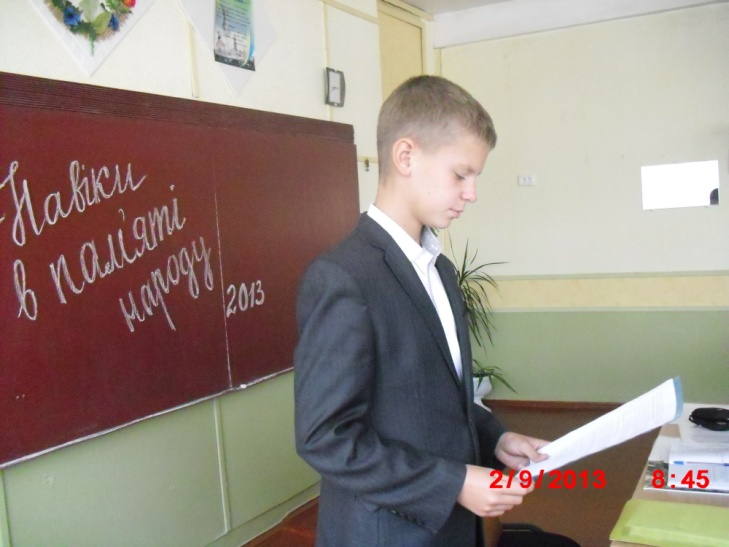 Навіки
в пам'яті
народу
2013
2/9/2013 8:45